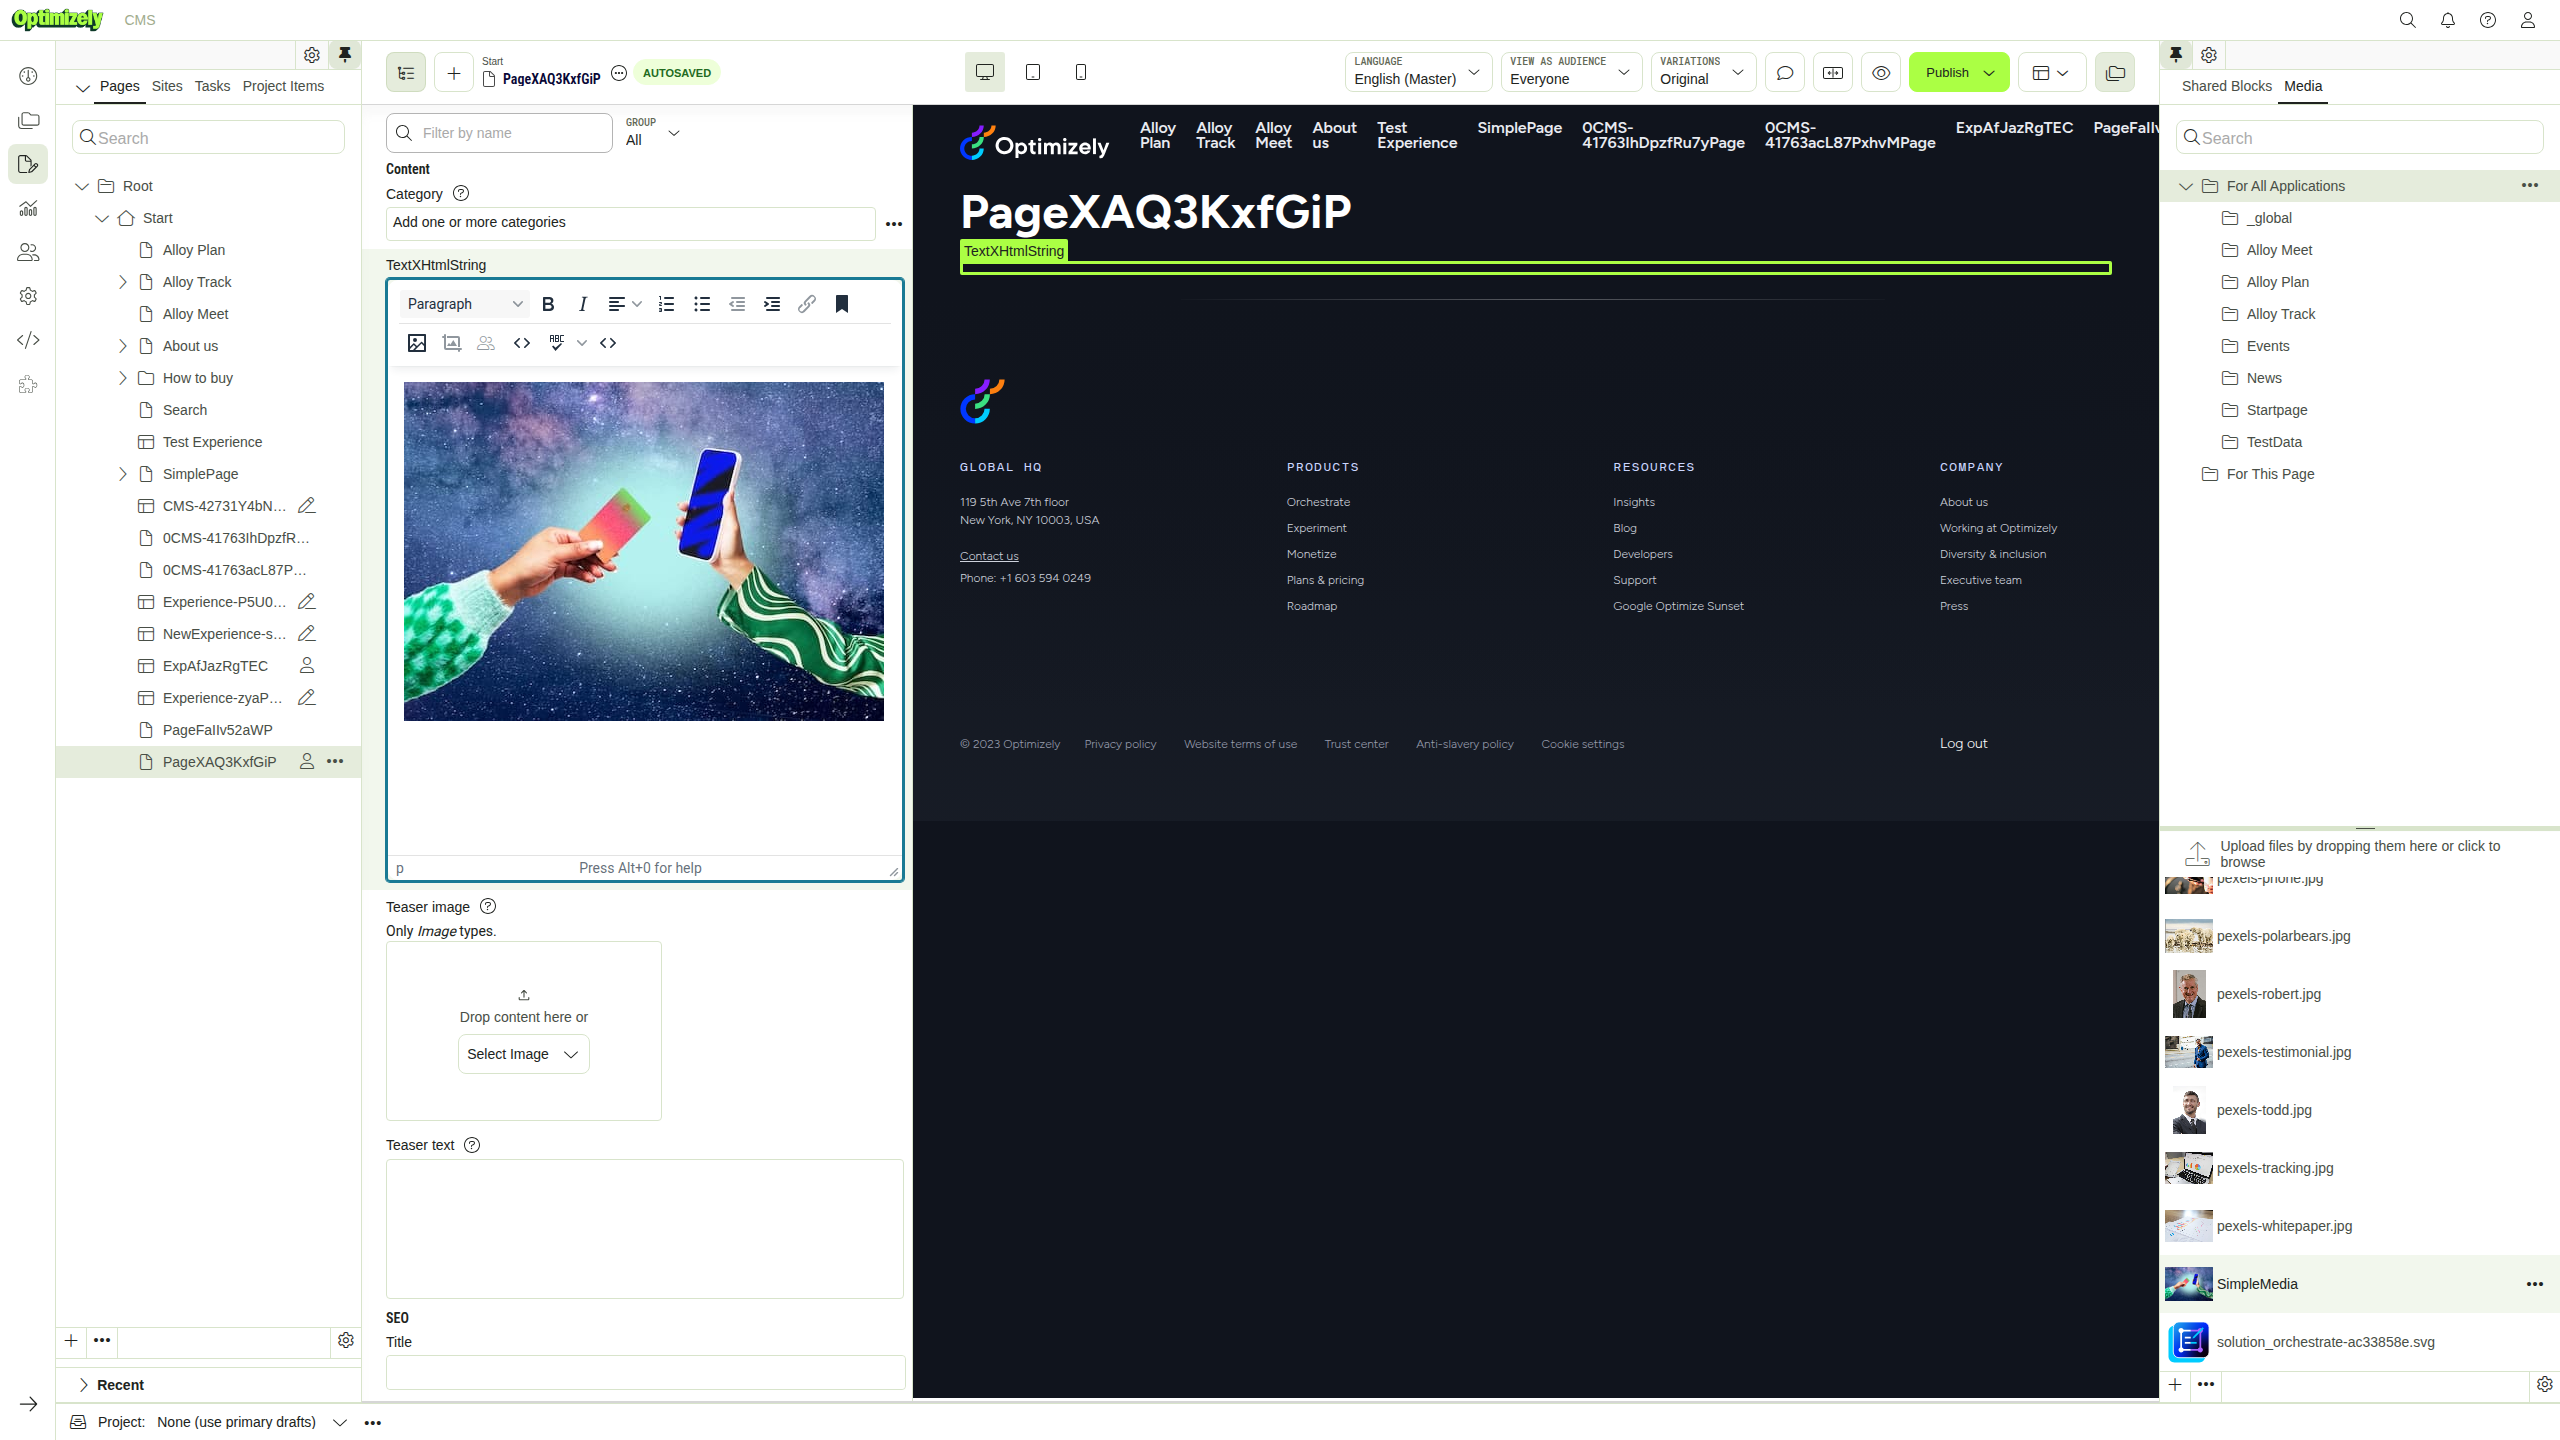 Optimizely
CMS
Pages
Sites
Tasks
Project Items
Search
Root
Start
Alloy Plan
Alloy Track
Alloy Meet
About us
How to buy
Search
Test Experience
SimplePage
CMS-42731Y4bN...
0CMS-41763IhDpzfR...
0CMS-41763acL87P...
Experience-P5U0...
NewExperience-s...
ExpAfJazRgTEC
Experience-zyaP...
PageFaIIv52aWP
PageXAQ3KxfGiP
Recent
Project: None (use primary drafts)
Start
PageXAQ3KxfGiP
AUTOSAVED
LANGUAGE
English (Master)
VIEW AS AUDIENCE
Everyone
VARIATIONS
Original
Publish
Filter by name
GROUP
All
Content
Category
Add one or more categories
TextXHtmlString
Paragraph
ABC
p
Press Alt+0 for help
Teaser image
Only Image types.
Drop content here or
Select Image
Teaser text
SEO
Title
Optimizely
Alloy Plan
Alloy Track
Alloy Meet
About us
Test Experience
SimplePage
0CMS-41763IhDpzfRu7yPage
0CMS-41763acL87PxhvMPage
ExpAfJazRgTEC
PageFaIIv
PageXAQ3KxfGiP
TextXHtmlString
GLOBAL HQ
119 5th Ave 7th floor
New York, NY 10003, USA
Contact us
Phone: +1 603 594 0249
PRODUCTS
Orchestrate
Experiment
Monetize
Plans & pricing
Roadmap
RESOURCES
Insights
Blog
Developers
Support
Google Optimize Sunset
COMPANY
About us
Working at Optimizely
Diversity & inclusion
Executive team
Press
© 2023 Optimizely
Privacy policy
Website terms of use
Trust center
Anti-slavery policy
Cookie settings
Log out
Shared Blocks
Media
Search
For All Applications
_global
Alloy Meet
Alloy Plan
Alloy Track
Events
News
Startpage
TestData
For This Page
Upload files by dropping them here or click to
browse
pexels-phone.jpg
pexels-polarbears.jpg
pexels-robert.jpg
pexels-testimonial.jpg
pexels-todd.jpg
pexels-tracking.jpg
pexels-whitepaper.jpg
SimpleMedia
solution_orchestrate-ac33858e.svg